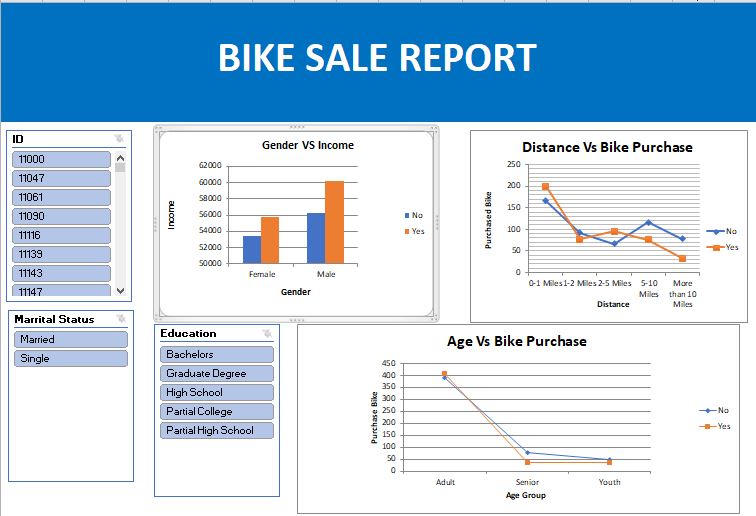 BIKE SALE REPORT
ID
11000
11047
11061
11090
11116
11139
11143
11147
Gender VS Income
62000
60000
58000
56000
54000
52000
50000
Income
Female
Male
Gender
No
Yes
Distance Vs Bike Purchase
250
200
150
100
50
0
Purchased Bike
0-1 Miles 1-2 Miles 2-5 Miles 5-10 Miles More than 10 Miles
Distance
No
Yes
Marrital Status
Married
Single
Education
Bachelors
Graduate Degree
High School
Partial College
Partial High School
Age Vs Bike Purchase
450
400
350
300
250
200
150
100
50
0
Purchase Bike
Adult
Senior
Youth
Age Group
No
Yes